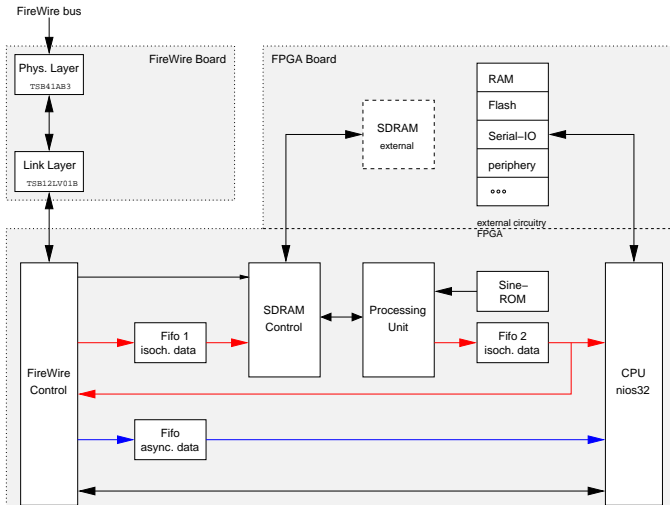 FireWire bus
FireWire Board
FPGA Board
Phys. Layer
TSB41AB3
Link Layer
TSB12LV01B
SDRAM
external
RAM
Flash
Serial–IO
periphery
°°°
external circuitry
FPGA
SDRAM
Control
Processing
Unit
Sine–
ROM
Fifo 1
isoch. data
Fifo 2
isoch. data
FireWire
Control
CPU
nios32
Fifo
async. data